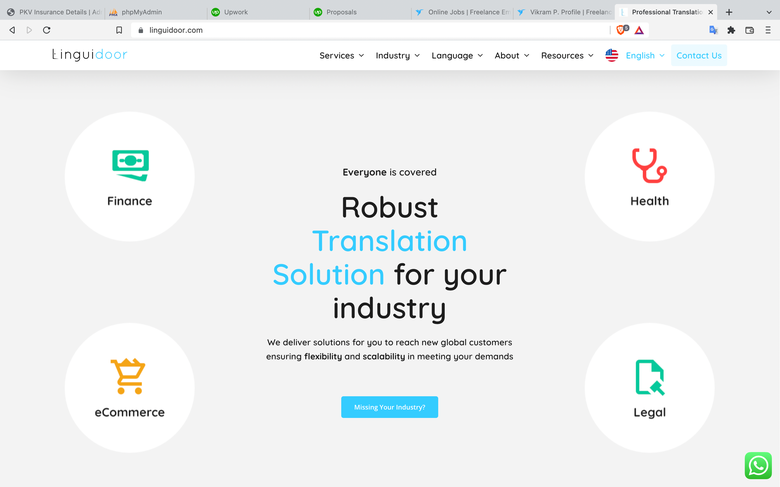 PKV Insurance Details | Ad
phpMyAdmin
Upwork
Proposals
Online Jobs | Freelance Em
Vikram P. Profile | Freelanc
Professional Translatio
linguidoor.com
Linguidoor
Services
Industry
Language
About
Resources
English
Contact Us
Finance
Health
Everyone is covered
Robust
Translation
Solution for your
industry
We deliver solutions for you to reach new global customers
ensuring flexibility and scalability in meeting your demands
eCommerce
Legal
Missing Your Industry?